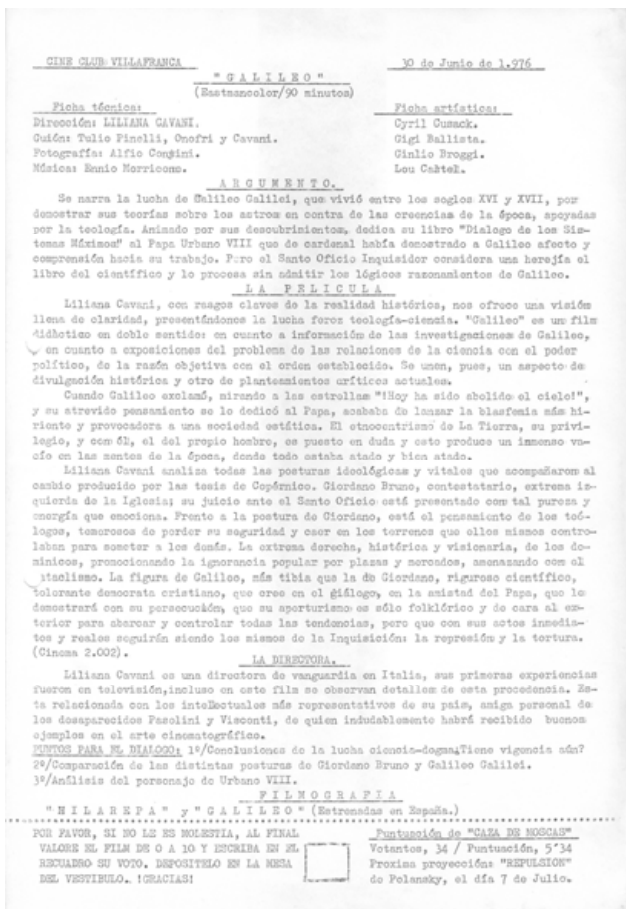 CINE CLUB VILLAFRANCA
30 de Junio de 1.976
"GALILEO"
(Eastmancolor/90 minutos)
Ficha técnica:
Dirección: LILIANA CAVANI.
Guión: Tulio Pinelli, Onofri y Cavani.
Fotografía: Alfio Contini.
Música: Ennio Morricone.
Ficha artística:
Cyril Cusack.
Gigi Ballista.
Ginlio Broggi.
Lou Castel.
ARGUMENTO.
Se narra la lucha de Galileo Galilei, que vivió entre los soglos XVI y XVII, por
demostrar sus teorías sobre los astros en contra de las creencias de la época, apoyadas
por la teología. Animado por sus descubrimientos, dedica su libro "Dialogo de los Sis-
temas Máximos" al Papa Urbano VIII que de cardenal había demostrado a Galileo afecto y
comprensión hacia su trabajo. Pero el Santo Oficio Inquisidor considera una herejía el
libro del científico y lo procesa sin admitir los lógicos razonamientos de Galileo.
LA PELICULA
Liliana Cavani, con rasgos claves de la realidad histórica, nos ofrece una visión
llena de claridad, presentándonos la lucha feroz teología-ciencia. "Galileo" es un film
didáctico en doble sentido: en cuanto a información de las investigaciones de Galileo,
en cuanto a exposiciones del problema de las relaciones de la ciencia con el poder
político, de la razón objetiva con el orden establecido. Se unen, pues, un aspecto de
divulgación histórica y otro de planteamientos críticos actuales.
Cuando Galileo exclamó, mirando a las estrellas "!Hoy ha sido abolido el cielo!",
y su atrevido pensamiento se lo dedicó al Papa, acababa de lanzar la blasfemia más hi-
riente y provocadora a una sociedad estática. El etnocentrismo de La Tierra, su privi-
legio, y con él, el del propio hombre, es puesto en duda y esto produce un inmenso va-
cío en las mentes de la época, donde todo estaba atado y bien atado.
Liliana Cavani analiza todas las posturas ideológicas y vitales que acompañaron al
cambio producido por las tesis de Copérnico. Giordano Bruno, contestatario, extrema iz-
quierda de la Iglesia; su juicio ante el Santo Oficio está presentado con tal pureza y
energía que emociona. Frente a la postura de Giordano, está el pensamiento de los teó-
logos, temerosos de perder su seguridad y caer en los terrenos que ellos mismos contro-
laban para someter a los demás. La extrema derecha, histérica y visionaria, de los do-
minicos, promocionando la ignorancia popular por plazas y mercados, amenazando con el
itaclismo. La figura de Galileo, más tibia que la de Giordano, riguroso científico,
tolerante democrata cristiano, que cree en el diálogo, en la amistad del Papa, que lo
demostrará con su persecución, que su aperturismo es sólo folklórico y de cara al ex-
terior para abarcar y controlar todas las tendencias, pero que con sus actos inmedia-
tos y reales seguirán siendo los mismos de la Inquisición: la represión y la tortura.
(Cinema 2.002).
LA DIRECTORA.
Liliana Cavani es una directora de vanguardia en Italia, sus primeras experiencias
fueron en televisión,incluso en este film se observan detalles de esta procedencia. Es-
ta relacionada con los intelectuales más representativos de su pais, amiga personal de
los desaparecidos Pasolini y Visconti, de quien indudablemente habrá recibido buenos
ejemplos en el arte cinematográfico.
PUNTOS PARA EL DIALOGO: 1º/Conclusiones de la lucha ciencia-dogma¿Tiene vigencia aún?
2º/Comparación de las distintas posturas de Giordano Bruno y Galileo Galilei.
3º/Análisis del personaje de Urbano VIII.
FILMOGRAFIA
"MILAREPA" y "GALILEO" (Estrenadas en España.)
POR FAVOR, SI NO LE ES MOLESTIA, AL FINAL
VALORE EL FILM DE 0 A 10 Y ESCRIBA EN EL
RECUADRO SU VOTO. DEPOSITELO EN LA MESA
DEL VESTIBULO. !GRACIAS!
Puntuación de "CAZA DE MOSCAS"
Votantos, 34 / Puntuación, 5'34
Proxima proyección: "REPULSION"
de Polansky, el día 7 de Julio.